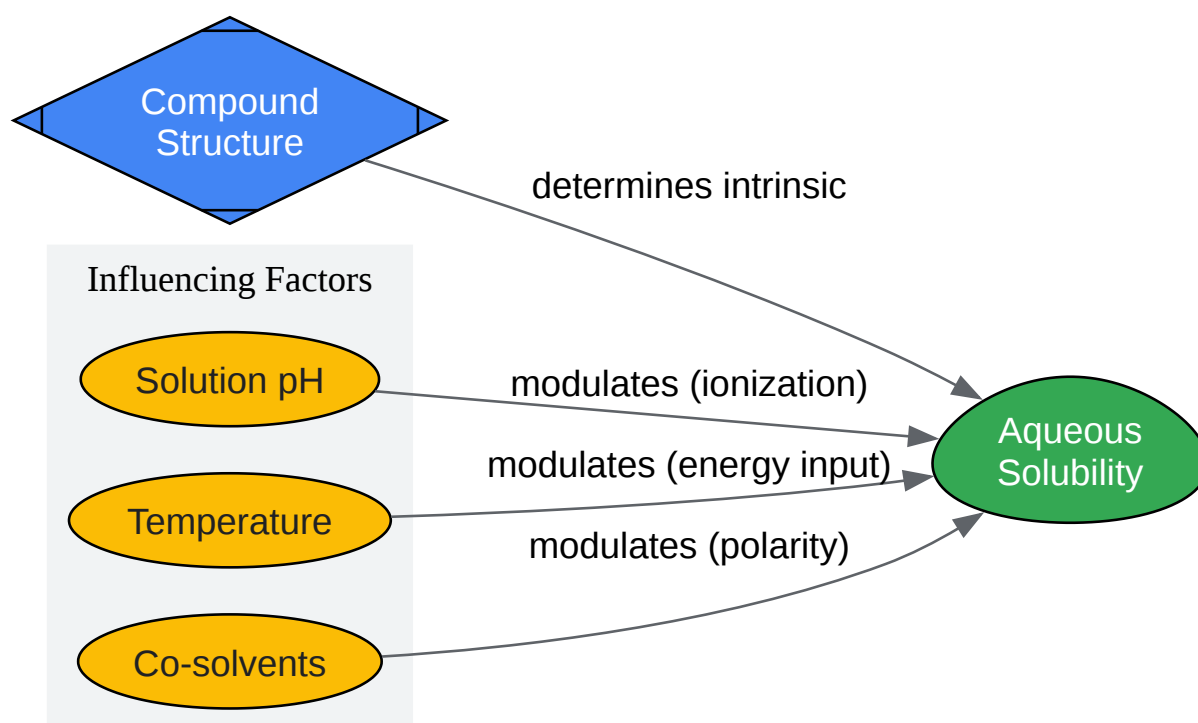 Compound
Structure
determines intrinsic
Influencing Factors
Solution pH
modulates (ionization)
Aqueous
Solubility
modulates (energy input)
Temperature
modulates (polarity)
Co-solvents